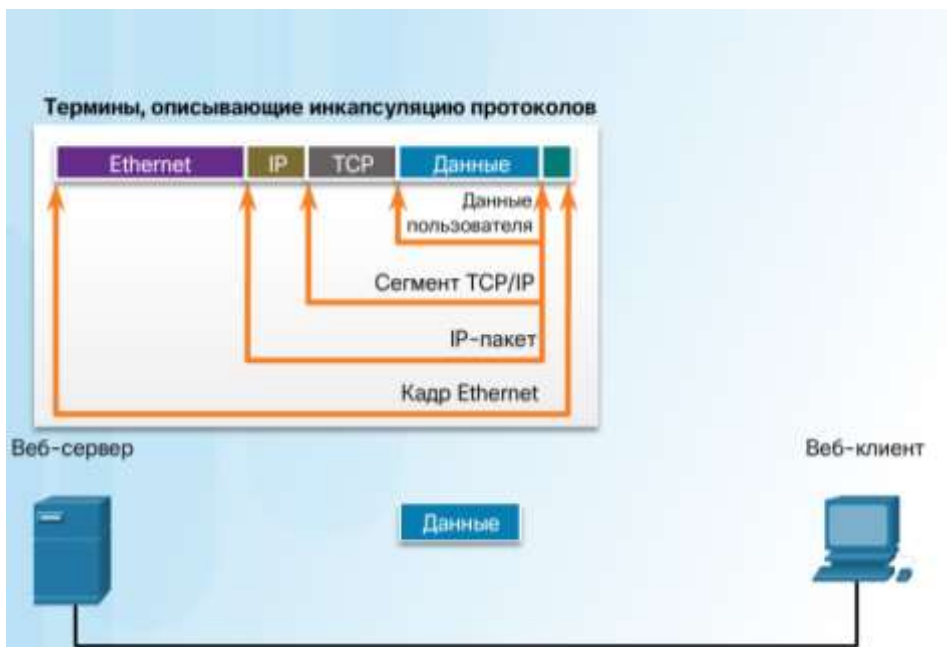 Термины, описывающие инкапсуляцию протоколов
Ethernet IP TCP Данные
Данные
пользователя
Сегмент TCP/IP
IP-пакет
Кадр Ethernet
Веб-сервер Веб-клиент
Данные